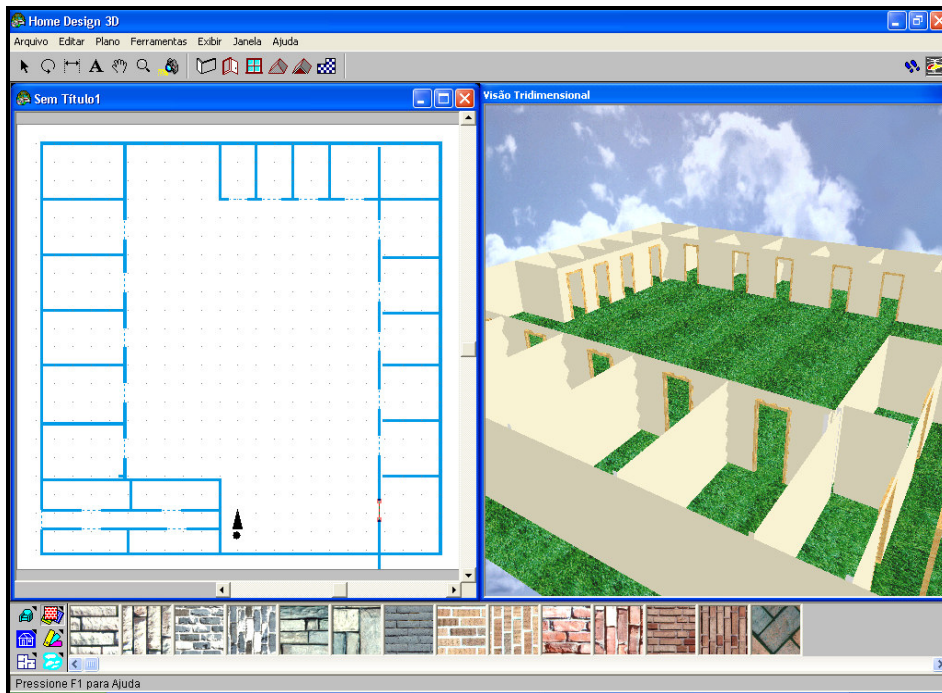 Home Design 3D
Arquivo Editar Plano Ferramentas Exibir Janela Ajuda
A
Sem Título1
Visão Tridimensional
Pressione F1 para Ajuda